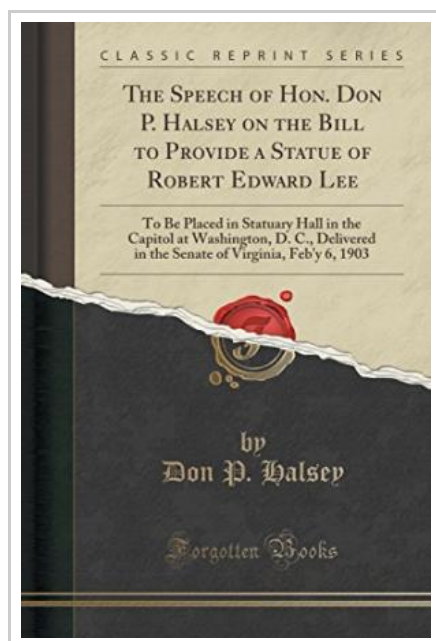 CLASSIC REPRINT SERIES
THE SPEECH OF HON. DON
P. HALSEY ON THE BILL
TO PROVIDE A STATUE OF
ROBERT EDWARD LEE
To Be Placed in Statuary Hall in the
Capitol at Washington, D. C., Delivered
in the Senate of Virginia, Feb'y 6, 1903
by
Don P. Halsey
Forgotten Books